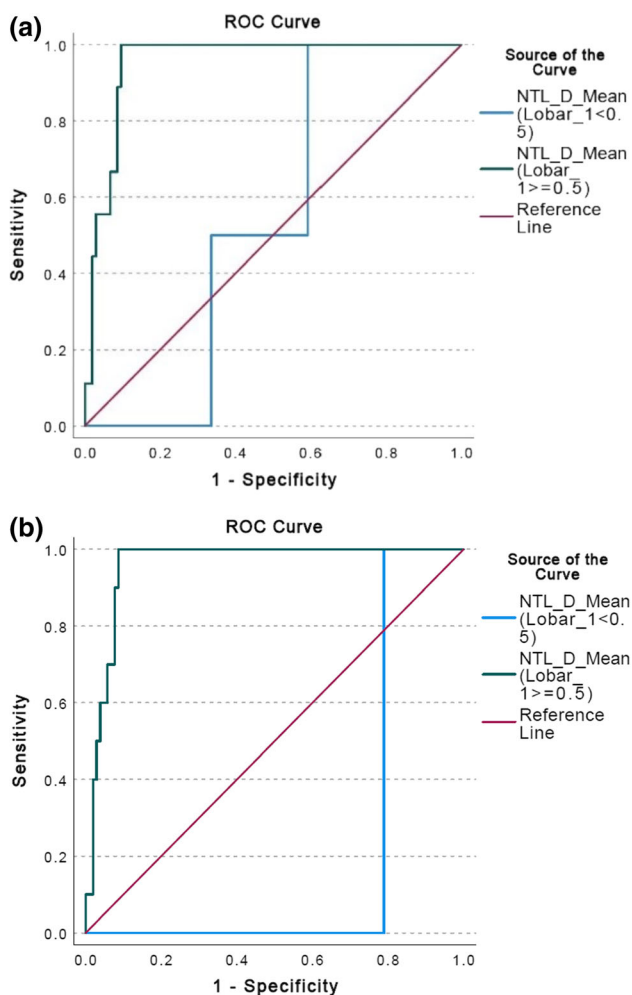 (a)
ROC Curve
Sensitivity
1.0
0.8
0.6
0.4
0.2
0.0
0.0 0.2 0.4 0.6 0.8 1.0
1 - Specificity
Source of the
Curve
NTL_D_Mean
(Lobar_1<0.
5)
NTL_D_Mean
(Lobar_
1>=0.5)
Reference
Line
(b)
ROC Curve
Sensitivity
1.0
0.8
0.6
0.4
0.2
0.0
0.0 0.2 0.4 0.6 0.8 1.0
1 - Specificity
Source of the
Curve
NTL_D_Mean
(Lobar_1<0.
5)
NTL_D_Mean
(Lobar_
1>=0.5)
Reference
Line